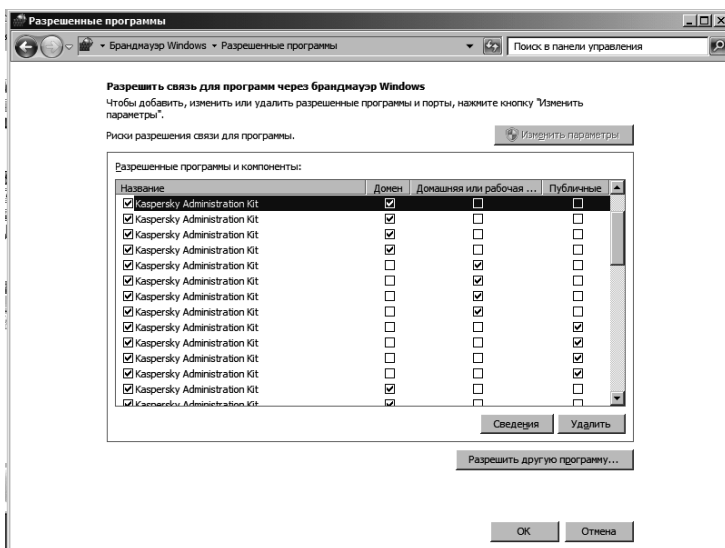 Разрешенные программы
Брандмауэр Windows
Разрешенные программы
Поиск в панели управления
Разрешить связь для программ через брандмауэр Windows
Чтобы добавить, изменить или удалить разрешенные программы и порты, нажмите кнопку "Изменить
параметры".
Риски разрешения связи для программы.
Изменить параметры
Разрешенные программы и компоненты:
Название Домен Домашняя или рабочая ... Публичные
Kaspersky Administration Kit
Kaspersky Administration Kit
Kaspersky Administration Kit
Kaspersky Administration Kit
Kaspersky Administration Kit
Kaspersky Administration Kit
Kaspersky Administration Kit
Kaspersky Administration Kit
Kaspersky Administration Kit
Kaspersky Administration Kit
Kaspersky Administration Kit
Kaspersky Administration Kit
Kaspersky Administration Kit
Kaspersky Administration Kit
Сведения Удалить
Разрешить другую программу...
ОК Отмена